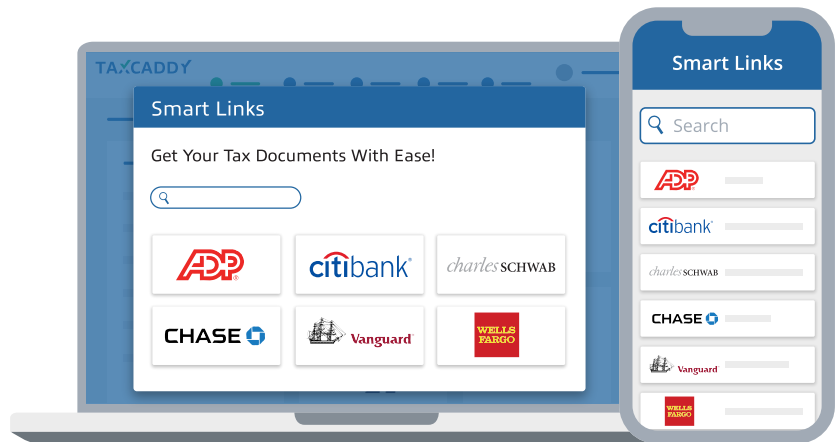 TAXCADDY
Smart Links
Get Your Tax Documents With Ease!
ADP
citibank
charles SCHWAB
CHASE
Vanguard
WELLS
FARGO
Smart Links
Search
ADP
citibank
charles SCHWAB
CHASE
Vanguard
WELLS
FARGO